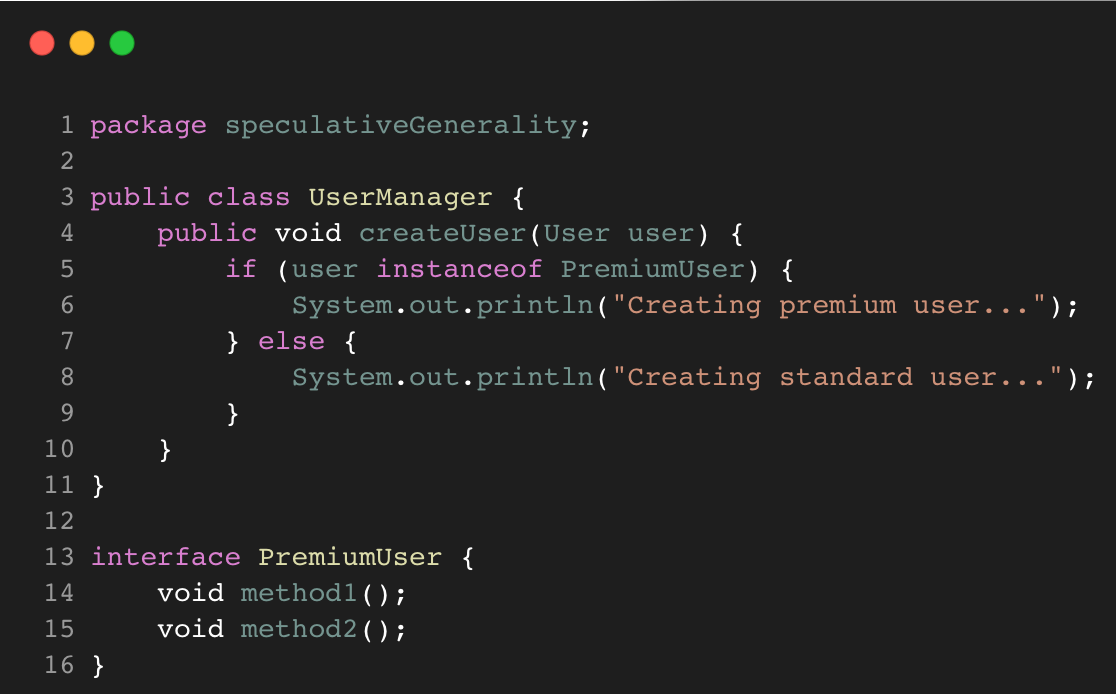 1 package speculativeGenerality;
2
3 public class UserManager {
4     public void createUser(User user) {
5         if (user instanceof PremiumUser) {
6             System.out.println("Creating premium user...");
7         } else {
8             System.out.println("Creating standard user...");
9         }
10     }
11 }
12
13 interface PremiumUser {
14     void method1();
15     void method2();
16 }